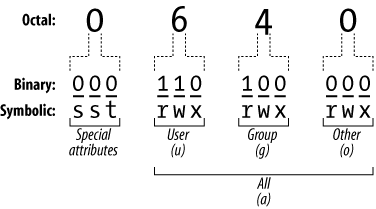 Octal: 0 6 4 0
Binary: 000 110 100 000
Symbolic: sst rwx rwx rwx
Special attributes User (u) Group (g) Other (o)
All
(a)